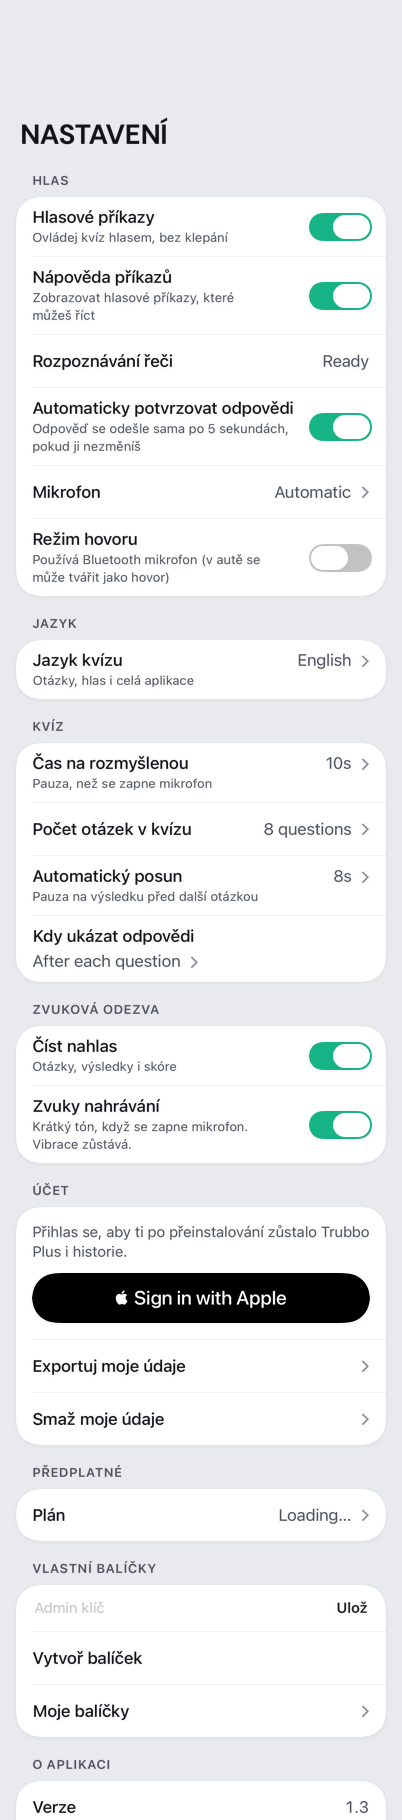 NASTAVENÍ
HLAS
Hlasové příkazy
Ovládej kvíz hlasem, bez klepání
Nápověda příkazů
Zobrazovat hlasové příkazy, které
můžeš říct
Rozpoznávání řeči Ready
Automaticky potvrzovat odpovědi
Odpověď se odešle sama po 5 sekundách,
pokud ji nezměníš
Mikrofon Automatic
Režim hovoru
Používá Bluetooth mikrofon (v autě se
může tvářit jako hovor)
JAZYK
Jazyk kvízu English
Otázky, hlas i celá aplikace
KVÍZ
Čas na rozmyšlenou 10s
Pauza, než se zapne mikrofon
Počet otázek v kvízu 8 questions
Automatický posun 8s
Pauza na výsledku před další otázkou
Kdy ukázat odpovědi
After each question
ZVUKOVÁ ODEZVA
Číst nahlas
Otázky, výsledky i skóre
Zvuky nahrávání
Krátký tón, když se zapne mikrofon.
Vibrace zůstává.
ÚČET
Přihlas se, aby ti po přeinstalování zůstalo Trubbo
Plus i historie.
Sign in with Apple
Exportuj moje údaje
Smaž moje údaje
PŘEDPLATNÉ
Plán Loading...
VLASTNÍ BALÍČKY
Admin klíč Ulož
Vytvoř balíček
Moje balíčky
O APLIKACI
Verze 1.3